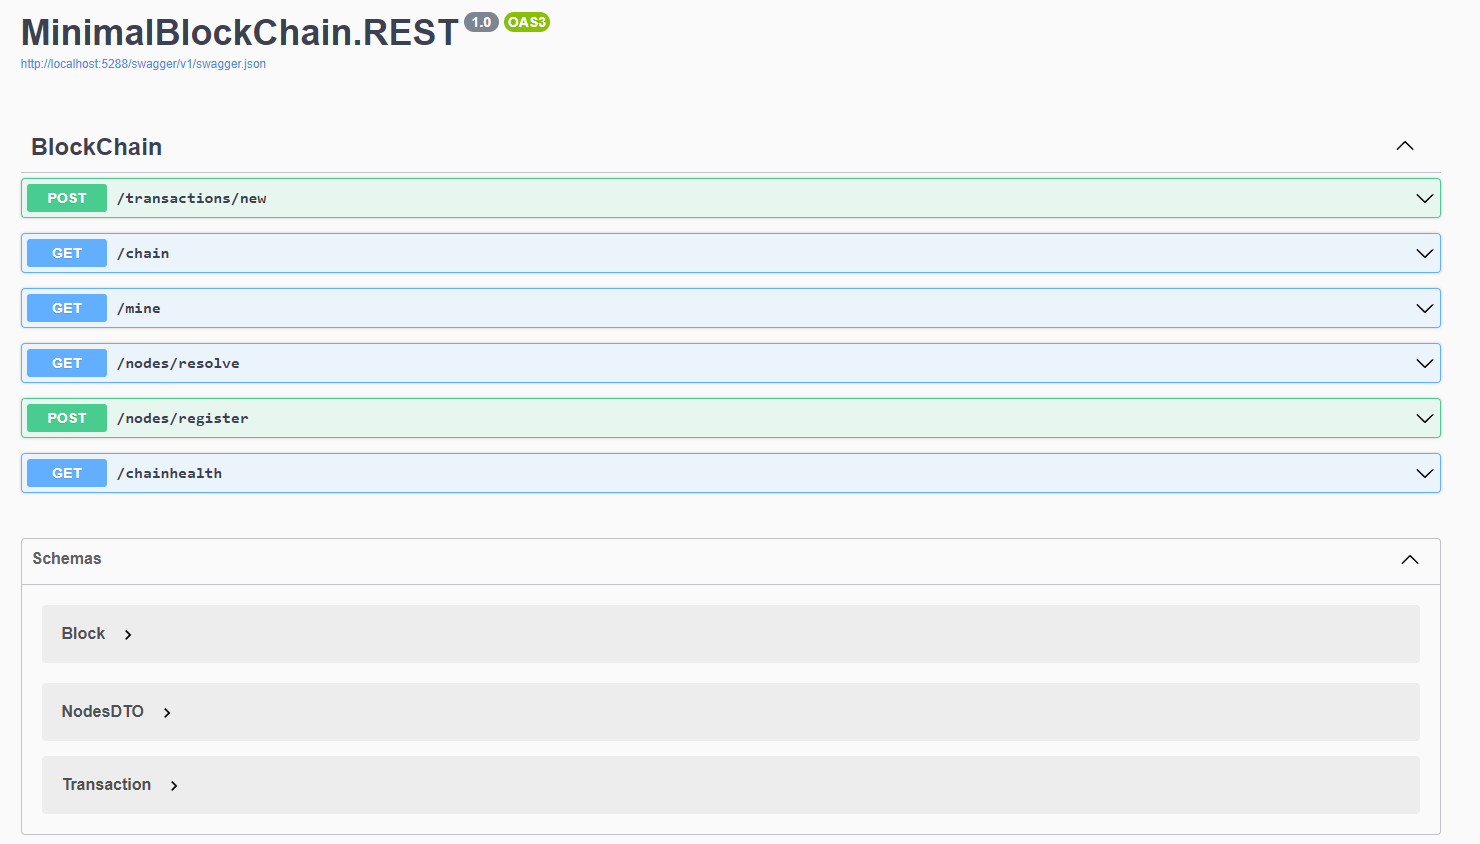 MinimalBlockChain.REST 1.0 OAS3
http://localhost:5288/swagger/v1/swagger.json
BlockChain
POST /transactions/new
GET /chain
GET /mine
GET /nodes/resolve
POST /nodes/register
GET /chainhealth
Schemas
Block
NodesDTO
Transaction